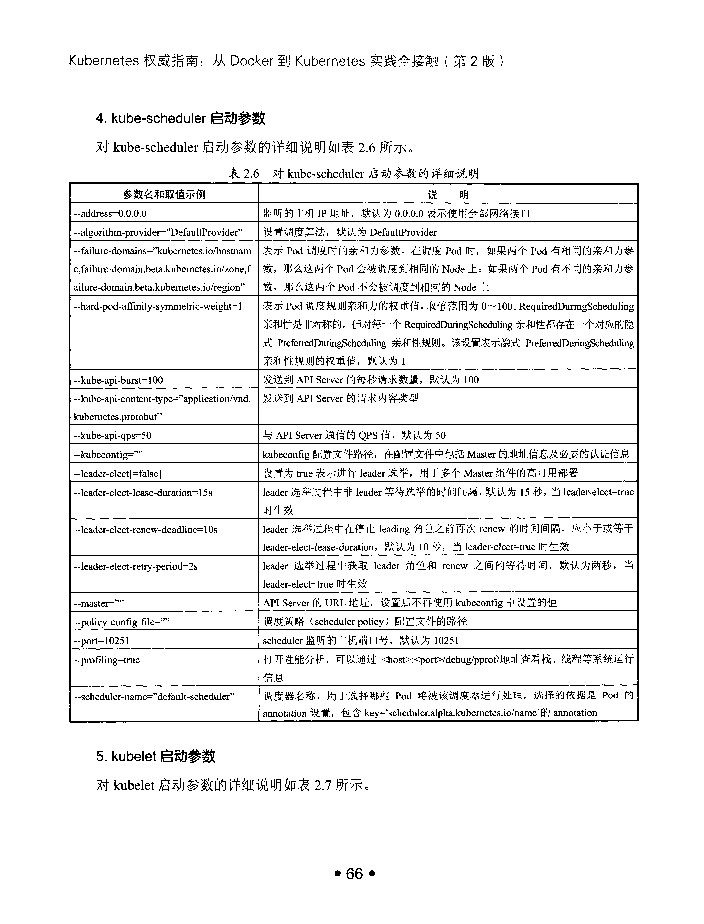 Kubernetes 权威指南：从 Docker 到 Kubernetes 实践全接触（第 2 版）
4. kube-scheduler 启动参数
对 kube-scheduler 启动参数的详细说明如表 2.6 所示。
表 2.6 对 kube-scheduler 启动参数的详细说明
参数名和取值示例 说 明
--address=0.0.0.0 监听的主机 IP 地址，默认为 0.0.0.0 表示使用全部网络接口
--algorithm-provider="DefaultProvider" 设置调度算法，默认为 DefaultProvider
--failure-domains="kubernetes.io/hostnam 表示 Pod 调度时的亲和力参数。在调度 Pod 时，如果两个 Pod 有相同的亲和力参
e,failure-domain.beta.kubernetes.io/zone,f 数，那么这两个 Pod 会被调度到相同的 Node 上；如果两个 Pod 有不同的亲和力参
ailure-domain.beta.kubernetes.io/region" 数，那么这两个 Pod 不会被调度到相同的 Node 上
--hard-pod-affinity-symmetric-weight=1 表示 Pod 调度规则亲和力的权重值，取值范围为 0～100。RequiredDuringScheduling
亲和性是非对称的，但对每一个 RequiredDuringScheduling 亲和性都存在一个对应的隐
式 PreferredDuringScheduling 亲和性规则。该设置表示隐式 PreferredDuringScheduling
亲和性规则的权重值，默认为 1
--kube-api-burst=100 发送到 API Server 的每秒请求数量，默认为 100
--kube-api-content-type="application/vnd. 发送到 API Server 的请求内容类型
kubernetes.protobuf"
--kube-api-qps=50 与 API Server 通信的 QPS 值，默认为 50
--kubeconfig="" kubeconfig 配置文件路径，在配置文件中包括 Master 的地址信息及必要的认证信息
--leader-elect[=false] 设置为 true 表示进行 leader 选举，用于多个 Master 组件的高可用部署
--leader-elect-lease-duration=15s leader 选举过程中非 leader 等待选举的时间间隔，默认为 15 秒，当 leader-elect=true
时生效
--leader-elect-renew-deadline=10s leader 选举过程中在停止 leading 角色之前再次 renew 的时间间隔，应小于或等于
leader-elect-lease-duration，默认为 10 秒，当 leader-elect=true 时生效
--leader-elect-retry-period=2s leader 选举过程中获取 leader 角色和 renew 之间的等待时间，默认为两秒，当
leader-elect=true 时生效
--master="" API Server 的 URL 地址，设置后不再使用 kubeconfig 中设置的值
--policy-config-file="" 调度策略（scheduler policy）配置文件的路径
--port=10251 scheduler 监听的主机端口号，默认为 10251
--profiling=true 打开性能分析，可以通过 <host>:<port>/debug/pprof/地址查看栈、线程等系统运行
信息
--scheduler-name="default-scheduler" 调度器名称，用于选择哪些 Pod 将被该调度器进行处理，选择的依据是 Pod 的
annotation 设置，包含 key='scheduler.alpha.kubernetes.io/name'的 annotation
5. kubelet 启动参数
对 kubelet 启动参数的详细说明如表 2.7 所示。
• 66 •